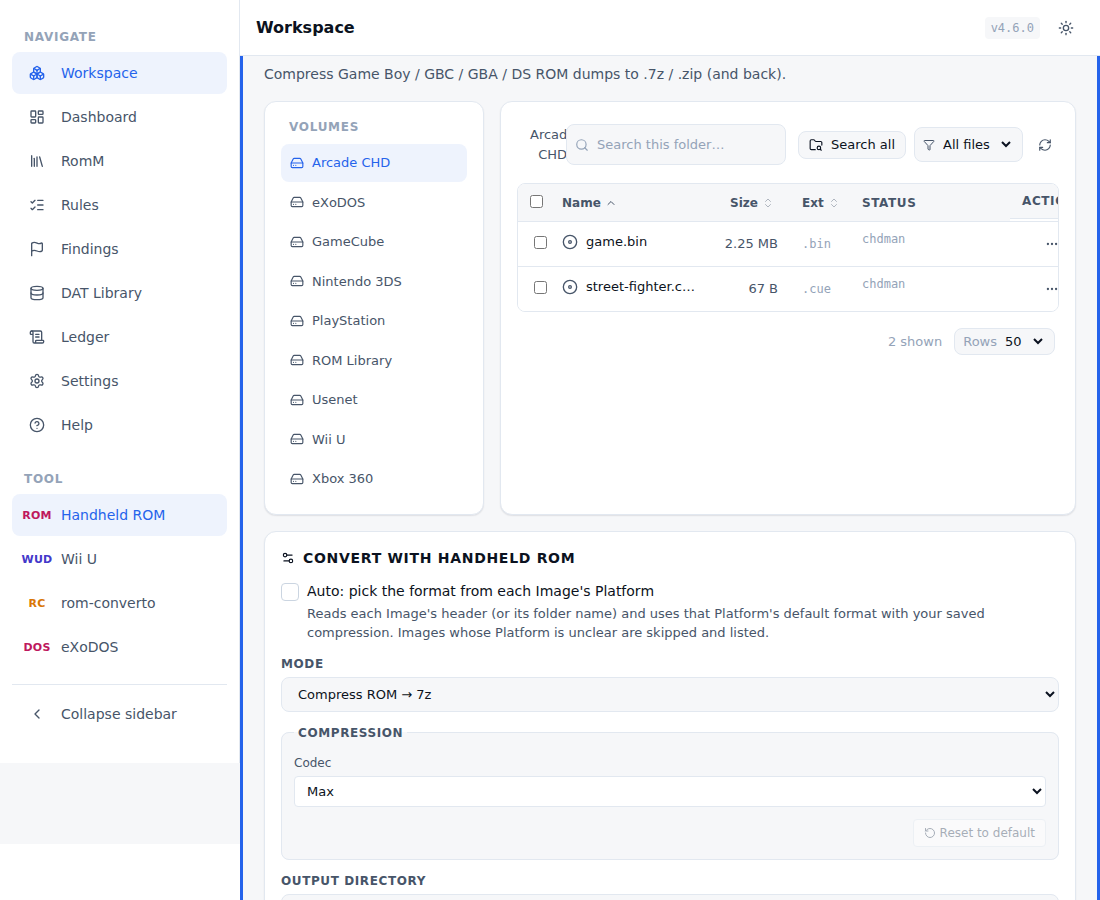 NAVIGATE
Workspace
Dashboard
RomM
Rules
Findings
DAT Library
Ledger
Settings
Help
TOOL
ROM Handheld ROM
WUD Wii U
RC rom-converto
DOS eXoDOS
Collapse sidebar
Workspace
v4.6.0
Compress Game Boy / GBC / GBA / DS ROM dumps to .7z / .zip (and back).
VOLUMES
Arcade CHD
eXoDOS
GameCube
Nintendo 3DS
PlayStation
ROM Library
Usenet
Wii U
Xbox 360
Arcad
CHD
Search this folder...
Search all
All files
Name Size Ext STATUS ACTIC
game.bin 2.25 MB .bin chdman ...
street-fighter.c... 67 B .cue chdman ...
2 shown Rows 50
CONVERT WITH HANDHELD ROM
Auto: pick the format from each Image's Platform
Reads each Image's header (or its folder name) and uses that Platform's default format with your saved
compression. Images whose Platform is unclear are skipped and listed.
MODE
Compress ROM → 7z
COMPRESSION
Codec
Max
Reset to default
OUTPUT DIRECTORY